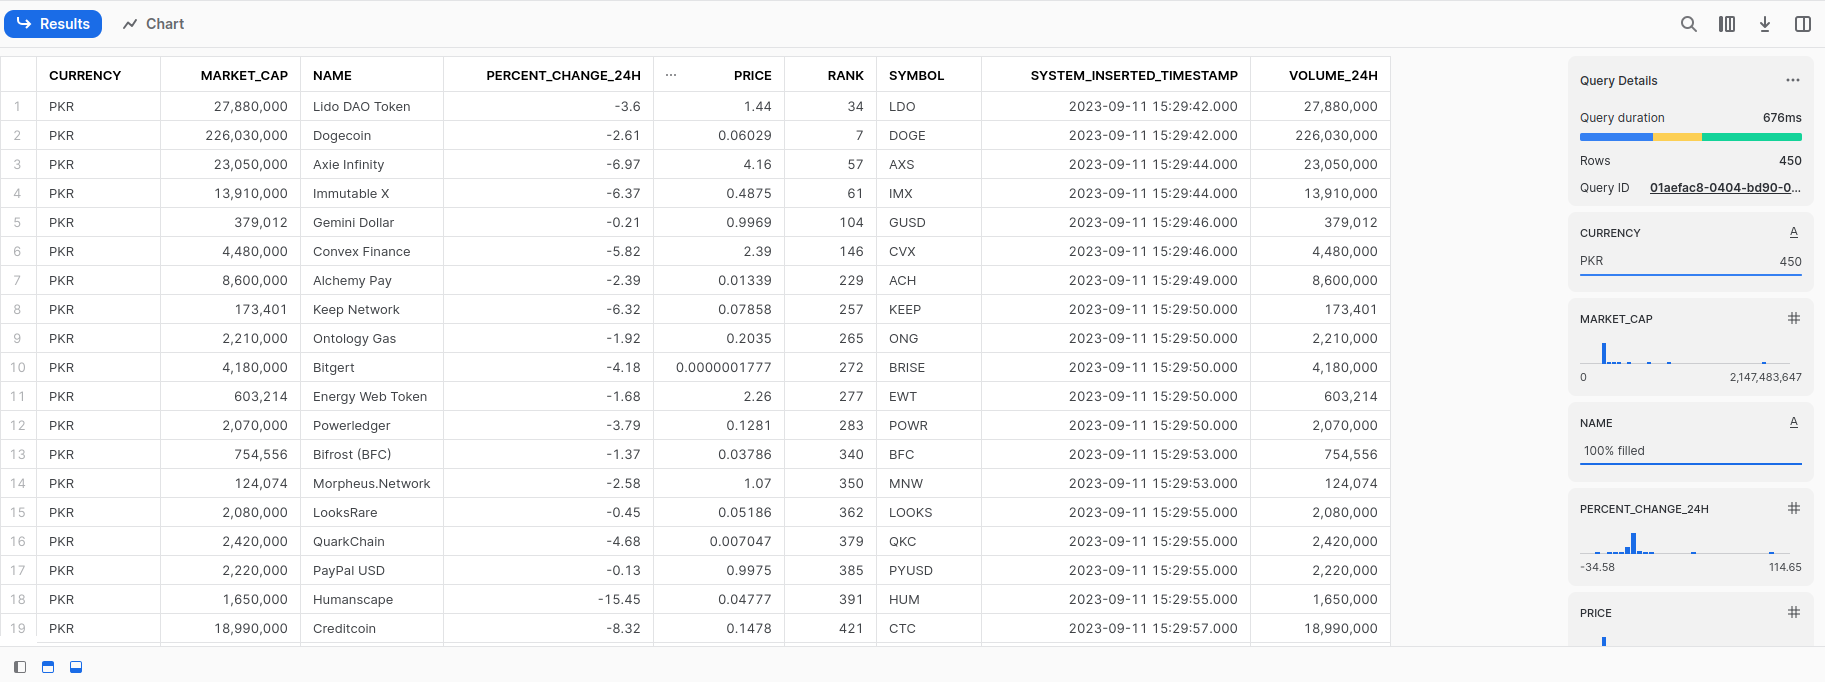 Results Chart
CURRENCY MARKET_CAP NAME PERCENT_CHANGE_24H ... PRICE RANK SYMBOL SYSTEM_INSERTED_TIMESTAMP VOLUME_24H
1 PKR 27,880,000 Lido DAO Token -3.6 1.44 34 LDO 2023-09-11 15:29:42.000 27,880,000
2 PKR 226,030,000 Dogecoin -2.61 0.06029 7 DOGE 2023-09-11 15:29:42.000 226,030,000
3 PKR 23,050,000 Axie Infinity -6.97 4.16 57 AXS 2023-09-11 15:29:44.000 23,050,000
4 PKR 13,910,000 Immutable X -6.37 0.4875 61 IMX 2023-09-11 15:29:44.000 13,910,000
5 PKR 379,012 Gemini Dollar -0.21 0.9969 104 GUSD 2023-09-11 15:29:46.000 379,012
6 PKR 4,480,000 Convex Finance -5.82 2.39 146 CVX 2023-09-11 15:29:46.000 4,480,000
7 PKR 8,600,000 Alchemy Pay -2.39 0.01339 229 ACH 2023-09-11 15:29:49.000 8,600,000
8 PKR 173,401 Keep Network -6.32 0.07858 257 KEEP 2023-09-11 15:29:50.000 173,401
9 PKR 2,210,000 Ontology Gas -1.92 0.2035 265 ONG 2023-09-11 15:29:50.000 2,210,000
10 PKR 4,180,000 Bitgert -4.18 0.0000001777 272 BRISE 2023-09-11 15:29:50.000 4,180,000
11 PKR 603,214 Energy Web Token -1.68 2.26 277 EWT 2023-09-11 15:29:50.000 603,214
12 PKR 2,070,000 Powerledger -3.79 0.1281 283 POWR 2023-09-11 15:29:50.000 2,070,000
13 PKR 754,556 Bifrost (BFC) -1.37 0.03786 340 BFC 2023-09-11 15:29:53.000 754,556
14 PKR 124,074 Morpheus.Network -2.58 1.07 350 MNW 2023-09-11 15:29:53.000 124,074
15 PKR 2,080,000 LooksRare -0.45 0.05186 362 LOOKS 2023-09-11 15:29:55.000 2,080,000
16 PKR 2,420,000 QuarkChain -4.68 0.007047 379 QKC 2023-09-11 15:29:55.000 2,420,000
17 PKR 2,220,000 PayPal USD -0.13 0.9975 385 PYUSD 2023-09-11 15:29:55.000 2,220,000
18 PKR 1,650,000 Humanscape -15.45 0.04777 391 HUM 2023-09-11 15:29:55.000 1,650,000
19 PKR 18,990,000 Creditcoin -8.32 0.1478 421 CTC 2023-09-11 15:29:57.000 18,990,000
Query Details ...
Query duration 676ms
Rows 450
Query ID 01aefac8-0404-bd90-0...
CURRENCY A
PKR 450
MARKET_CAP #
0 2,147,483,647
NAME A
100% filled
PERCENT_CHANGE_24H #
-34.58 114.65
PRICE #